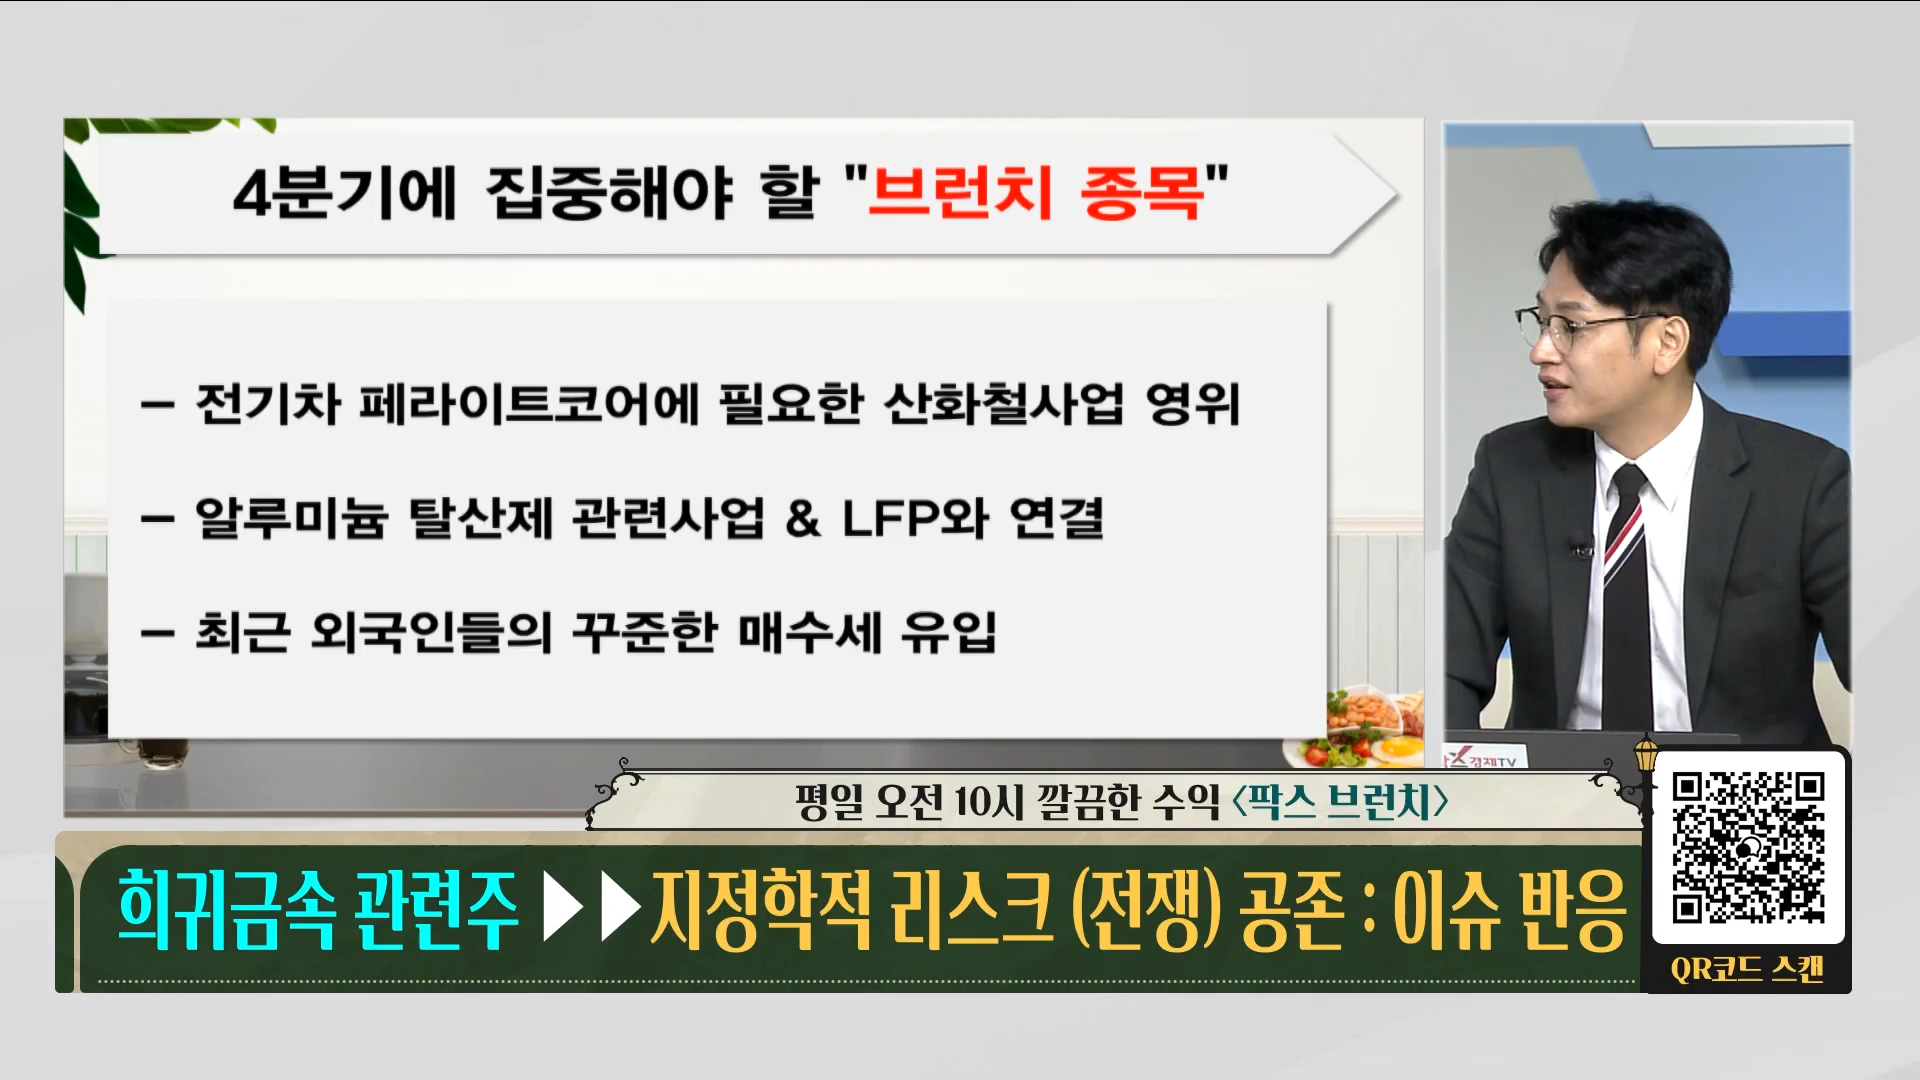 4분기에 집중해야 할 "브런치 종목"
– 전기차 페라이트코어에 필요한 산화철사업 영위
– 알루미늄 탈산제 관련사업 & LFP와 연결
– 최근 외국인들의 꾸준한 매수세 유입
경제TV
평일 오전 10시 깔끔한 수익 〈팍스 브런치〉
희귀금속 관련주 ▶▶ 지정학적 리스크 (전쟁) 공존 : 이슈 반응
QR코드 스캔